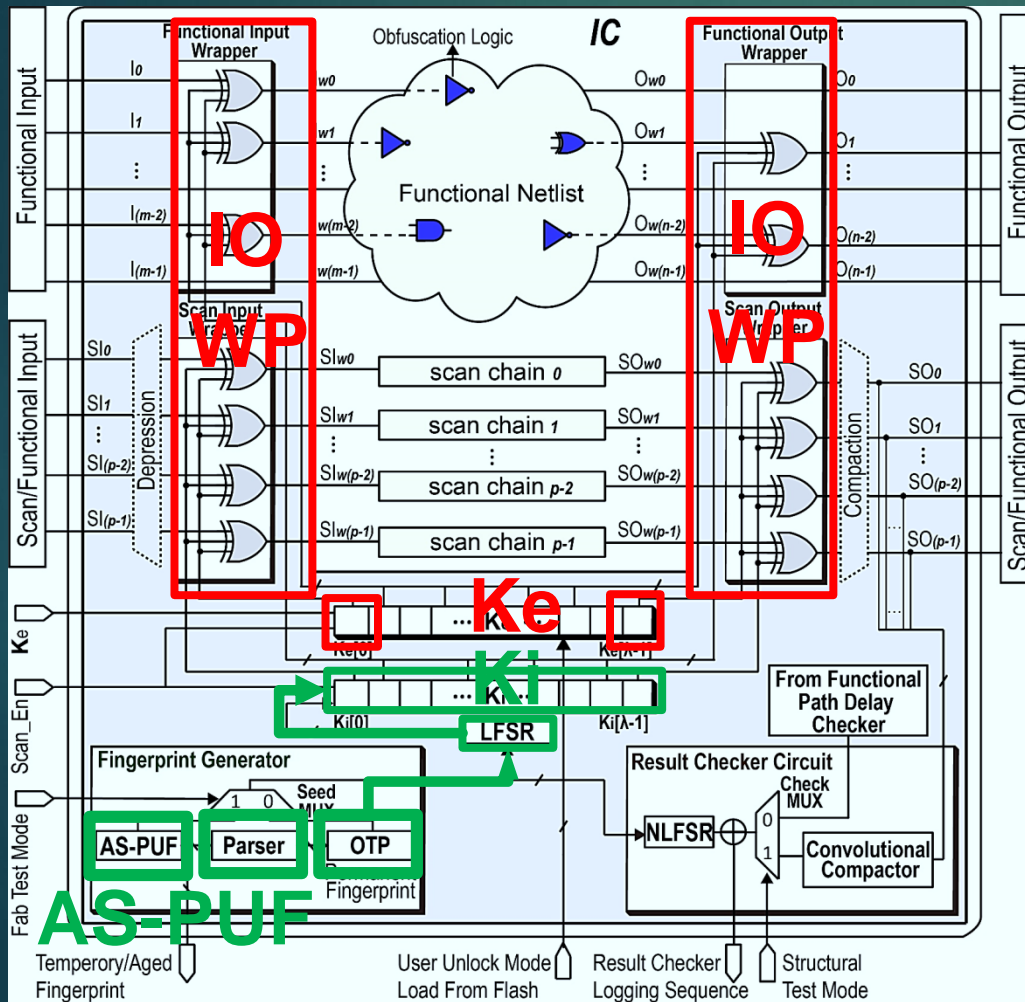 IC
Functional Input
Wrapper
Obfuscation Logic
Functional Output
Wrapper
Functional Input
I0
w0
Ow0
O0
Functional Output
I1
w1
Ow1
O1
⋮
⋮
⋮
⋮
Functional Netlist
I(m-2)
IO
w(m-2)
Ow(n-2)
IO
O(n-2)
I(m-1)
w(m-1)
Ow(n-1)
O(n-1)
Scan Input
Scan Output
WP
WP
Scan/Functional Input
Depression
Compaction
Scan/Functional Output
SI0
SIw0
scan chain 0
SOw0
SO0
SI1
SIw1
scan chain 1
SOw1
SO1
⋮
⋮
...
⋮
⋮
SI(p-2)
SIw(p-2)
scan chain p-2
SOw(p-2)
SO(p-2)
SI(p-1)
SIw(p-1)
scan chain p-1
SOw(p-1)
SO(p-1)
Ke
Ke
Ke[0]
Ke[λ-1]
Scan_En
Ki
Ki[0]
Ki[λ-1]
LFSR
From Functional
Path Delay
Checker
Fingerprint Generator
Result Checker Circuit
Fab Test Mode
1 0
Seed
Check
MUX
0
1
AS-PUF
Parser
OTP
Fingerprint
NLFSR
Convolutional
Compactor
AS-PUF
Temperory/Aged
Fingerprint
User Unlock Mode
Load From Flash
Result Checker
Logging Sequence
Structural
Test Mode